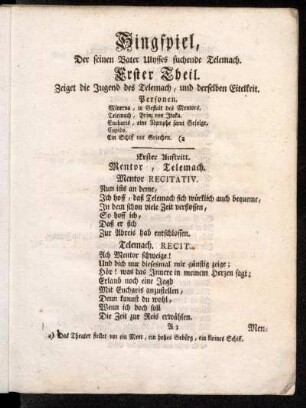 Singspiel,
Der seinen Vater Ulysses suchende Telemach.
Erster Theil.
Zeiget die Jugend des Telemach, und derselben Eitelkeit.
Personen.
Minerva, in Gestalt des Mentors.
Telemach, Prinz von Itaka.
Eucharis, eine Nymphe samt Gefolge.
Cupido.
Ein Schiff mit Griechen. (a
Erster Auftritt.
Mentor, Telemach.
Mentor RECITATIV.
Nun ists an deme,
Ich hoff, daß Telemach sich würklich auch bequeme,
In dem schon viele Zeit verflossen,
So hoff ich,
Daß er sich
Zur Abreis hab entschlossen.
Telemach. RECIT.
Ach Mentor schweige!
Und dich nur diesesmal mir günstig zeige;
Hör! was das Innere in meinem Herzen sagt;
Erlaub noch eine Jagd
Mit Eucharis anzustellen,
Denn kannst du wohl,
Wenn ich doch soll
Die Zeit zur Reis erwählen.
A 2 Men-
a) Das Theater stellet vor ein Meer, ein hohes Gebürg, ein kleines Schif.